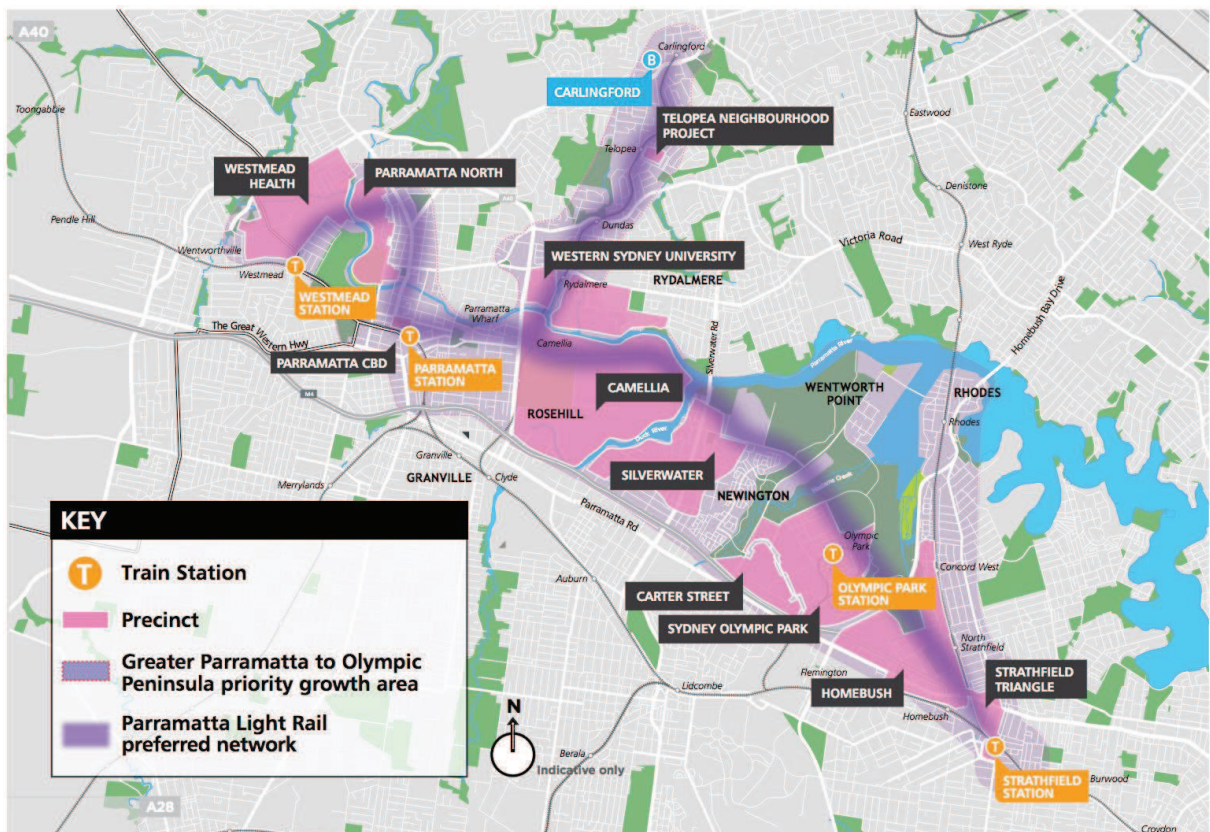 A40
Carlingford
B
CARLINGFORD
Toongabbie
Eastwood
TELOPEA NEIGHBOURHOOD
PROJECT
Telopea
WESTMEAD
HEALTH
PARRAMATTA NORTH
Denistone
A40
Pendle Hill
Dundas
Victoria Road
West Ryde
Wentworthville
WESTERN SYDNEY UNIVERSITY
RYDALMERE
Homebush Bay Drive
T
Westmead
Rydalmere
WESTMEAD
STATION
Parramatta
Wharf
The Great
Western Hwy
T
Camellia
Silverwater Rd
Parramatta River
PARRAMATTA CBD
PARRAMATTA
STATION
CAMELLIA
WENTWORTH
POINT
RHODES
M4
ROSEHILL
Rhodes
Duck River
Granville
GRANVILLE
Clyde
SILVERWATER
Merrylands
NEWINGTON
Creek
Parramatta Rd
KEY
Olympic
Park
T
Train Station
T
Concord West
Auburn
CARTER STREET
OLYMPIC PARK
STATION
Precinct
SYDNEY OLYMPIC PARK
North
Strathfield
Greater Parramatta to Olympic
Peninsula priority growth area
Flemington
STRATHFIELD
TRIANGLE
Lidcombe
HOMEBUSH
N
Homebush
Parramatta Light Rail
preferred network
T
Berala
Indicative only
Burwood
STRATHFIELD
STATION
A28
Croydon